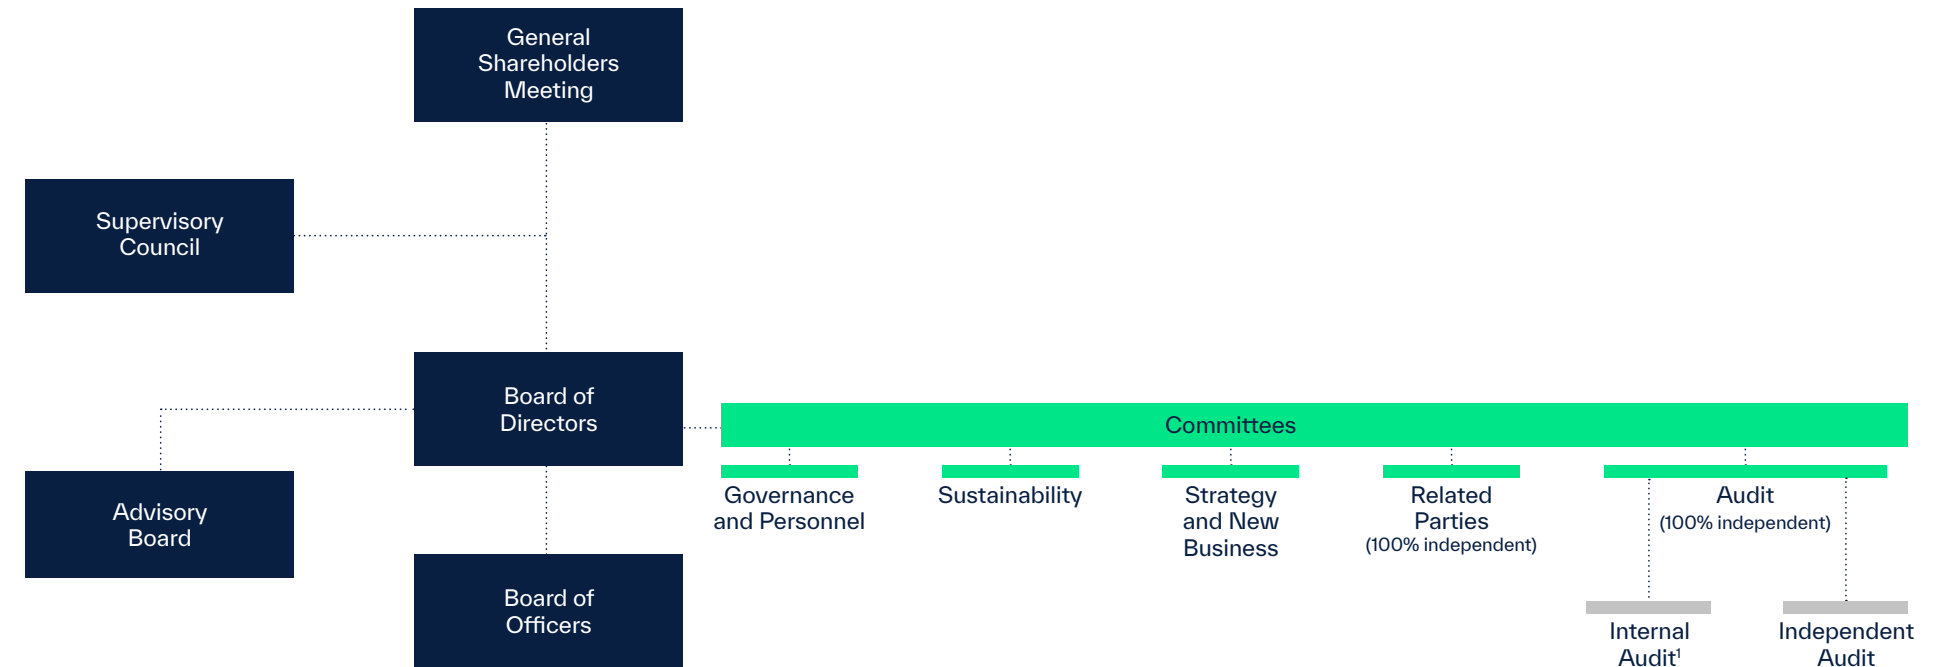 General
Shareholders
Meeting
Supervisory
Council
Board of
Directors
Committees
Governance
and Personnel
Sustainability
Strategy
and New
Business
Related
Parties
(100% independent)
Audit
(100% independent)
Advisory
Board
Board of
Officers
Internal
Audit¹
Independent
Audit